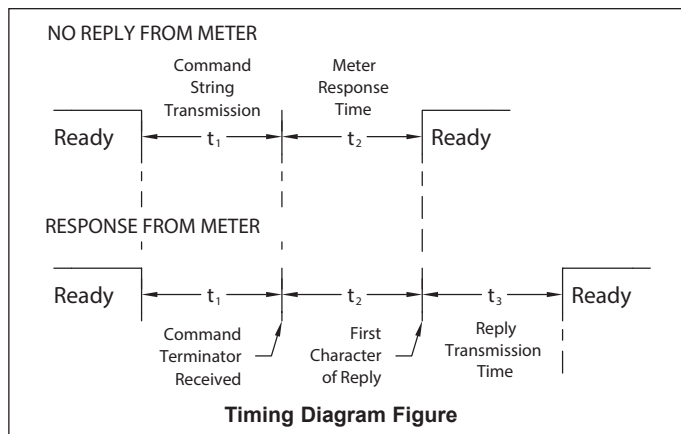 NO REPLY FROM METER
Command
String
Transmission
Meter
Response
Time
Ready
t₁
t₂
Ready
RESPONSE FROM METER
Ready
t₁
t₂
t₃
Ready
Command
Terminator
Received
First
Character
of Reply
Reply
Transmission
Time
Timing Diagram Figure